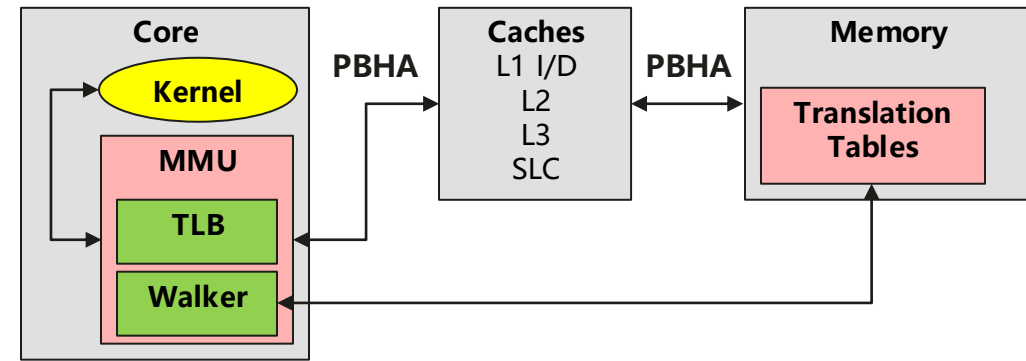 Core
Kernel
MMU
TLB
Walker
PBHA
Caches
L1 I/D
L2
L3
SLC
PBHA
Memory
Translation
Tables